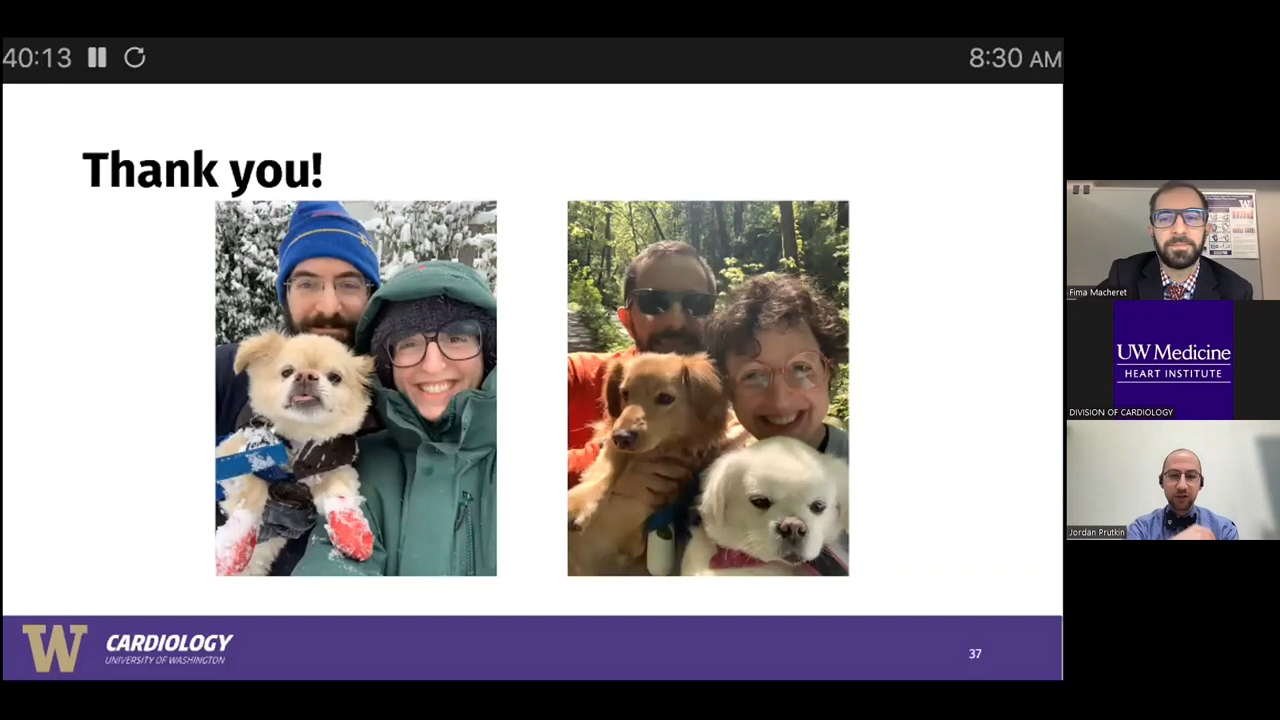 40:13
8:30 AM
Thank you!
Fima Macheret
UW Medicine
HEART INSTITUTE
DIVISION OF CARDIOLOGY
Jordan Prutkin
W
CARDIOLOGY
UNIVERSITY OF WASHINGTON
37